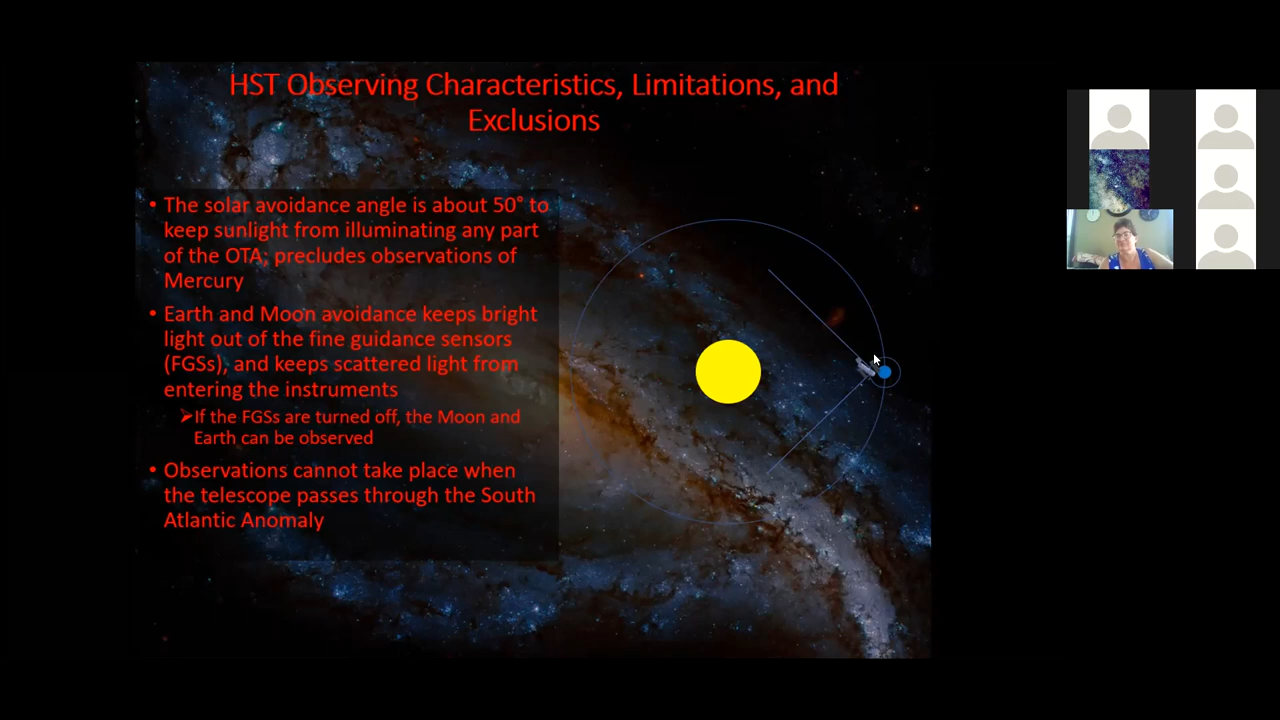 HST Observing Characteristics, Limitations, and
Exclusions
• The solar avoidance angle is about 50° to
keep sunlight from illuminating any part
of the OTA; precludes observations of
Mercury
• Earth and Moon avoidance keeps bright
light out of the fine guidance sensors
(FGSs), and keeps scattered light from
entering the instruments
➢If the FGSs are turned off, the Moon and
Earth can be observed
• Observations cannot take place when
the telescope passes through the South
Atlantic Anomaly